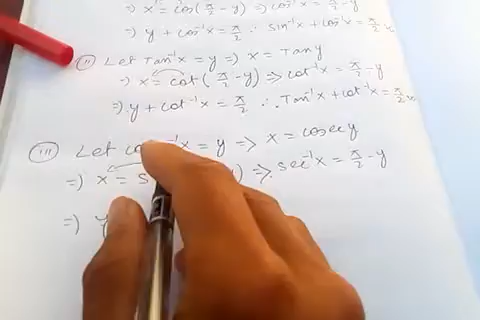 ⇒ x = cos(π/2 - y) ⇒ cos⁻¹x = π/2 - y
⇒ y + cos⁻¹x = π/2 ∴ sin⁻¹x + cos⁻¹x = π/2
(ii) Let Tan⁻¹x = y ⇒ x = Tan y
⇒ x = cot(π/2 - y) ⇒ cot⁻¹x = π/2 - y
⇒ y + cot⁻¹x = π/2 ∴ Tan⁻¹x + cot⁻¹x = π/2
(iii) Let ⁻¹x = y ⇒ x = cosec y
⇒ x = ) ⇒ sec⁻¹x = π/2 - y
⇒ y